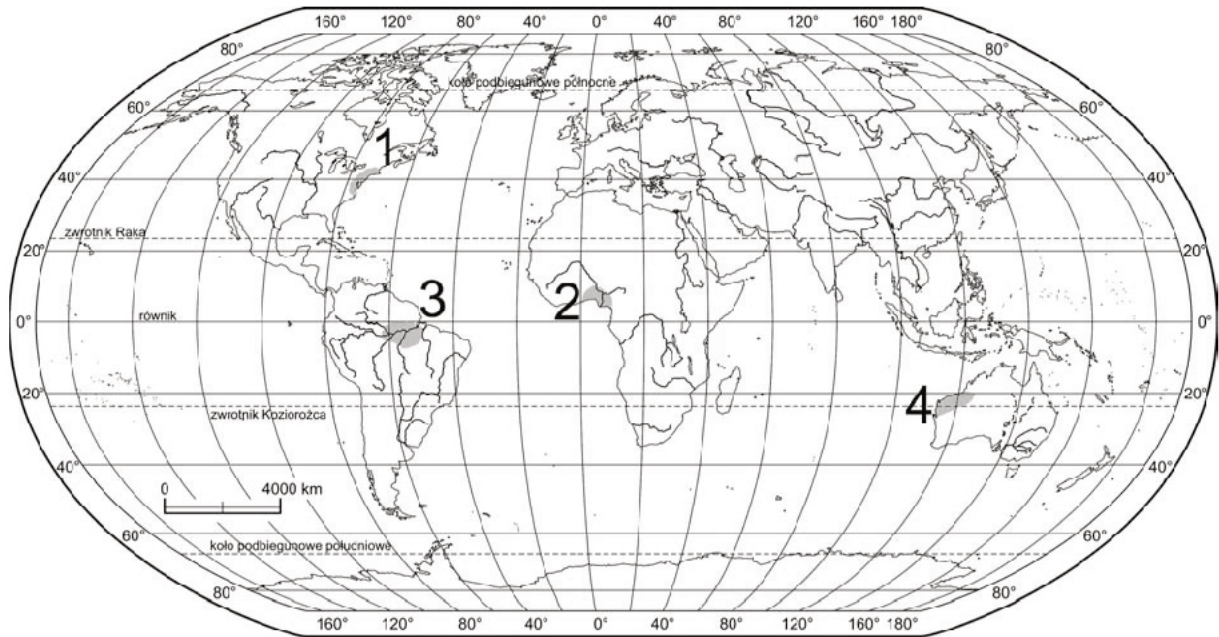 160° 120° 80° 40° 0° 40° 80° 120° 160° 180°
80° 80°
koło podbiegunowe północne
60° 60°
1
40° 40°
zwrotnik Raka
20° 20°
3 2
równik
0° 0°
20° 20°
4
zwrotnik Koziorożca
40° 40°
0 4000 km
60° 60°
koło podbiegunowe południowe
80° 80°
160° 120° 80° 40° 0° 40° 80° 120° 160° 180°